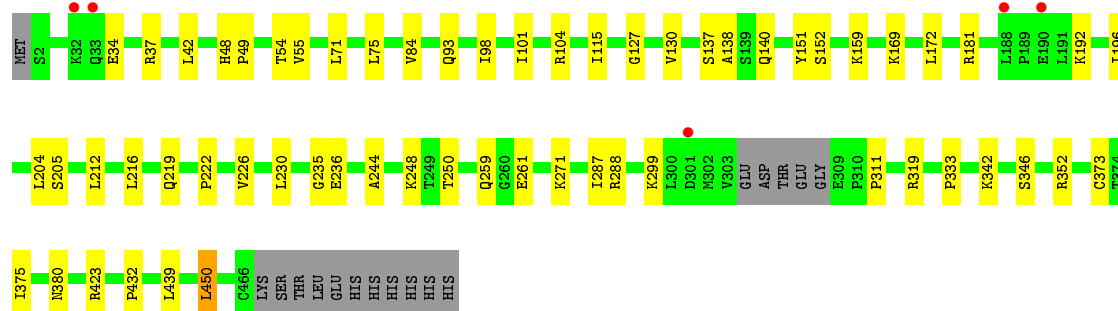 MET S2 K32 Q33 E34 R37 L42 H48 P49 T54 V55 L71 L75 V84 Q93 I98 I101 R104 I115 G127 V130 S137 A138 S139 Q140 Y151 S152 K159 K169 L172 R181 L188 P189 E190 L191 K192 I196
L204 S205 L212 L216 Q219 P222 V226 L230 G235 E236 A244 K248 T249 T250 Q259 G260 E261 K271 I287 R288 K299 L300 D301 M302 V303 GLU ASP THR GLU GLY E309 P310 P311 R319 P333 K342 S346 R352 C373 T374
I375 N380 R423 P432 L439 L450 C466 LYS SER THR LEU GLU HIS HIS HIS HIS HIS HIS